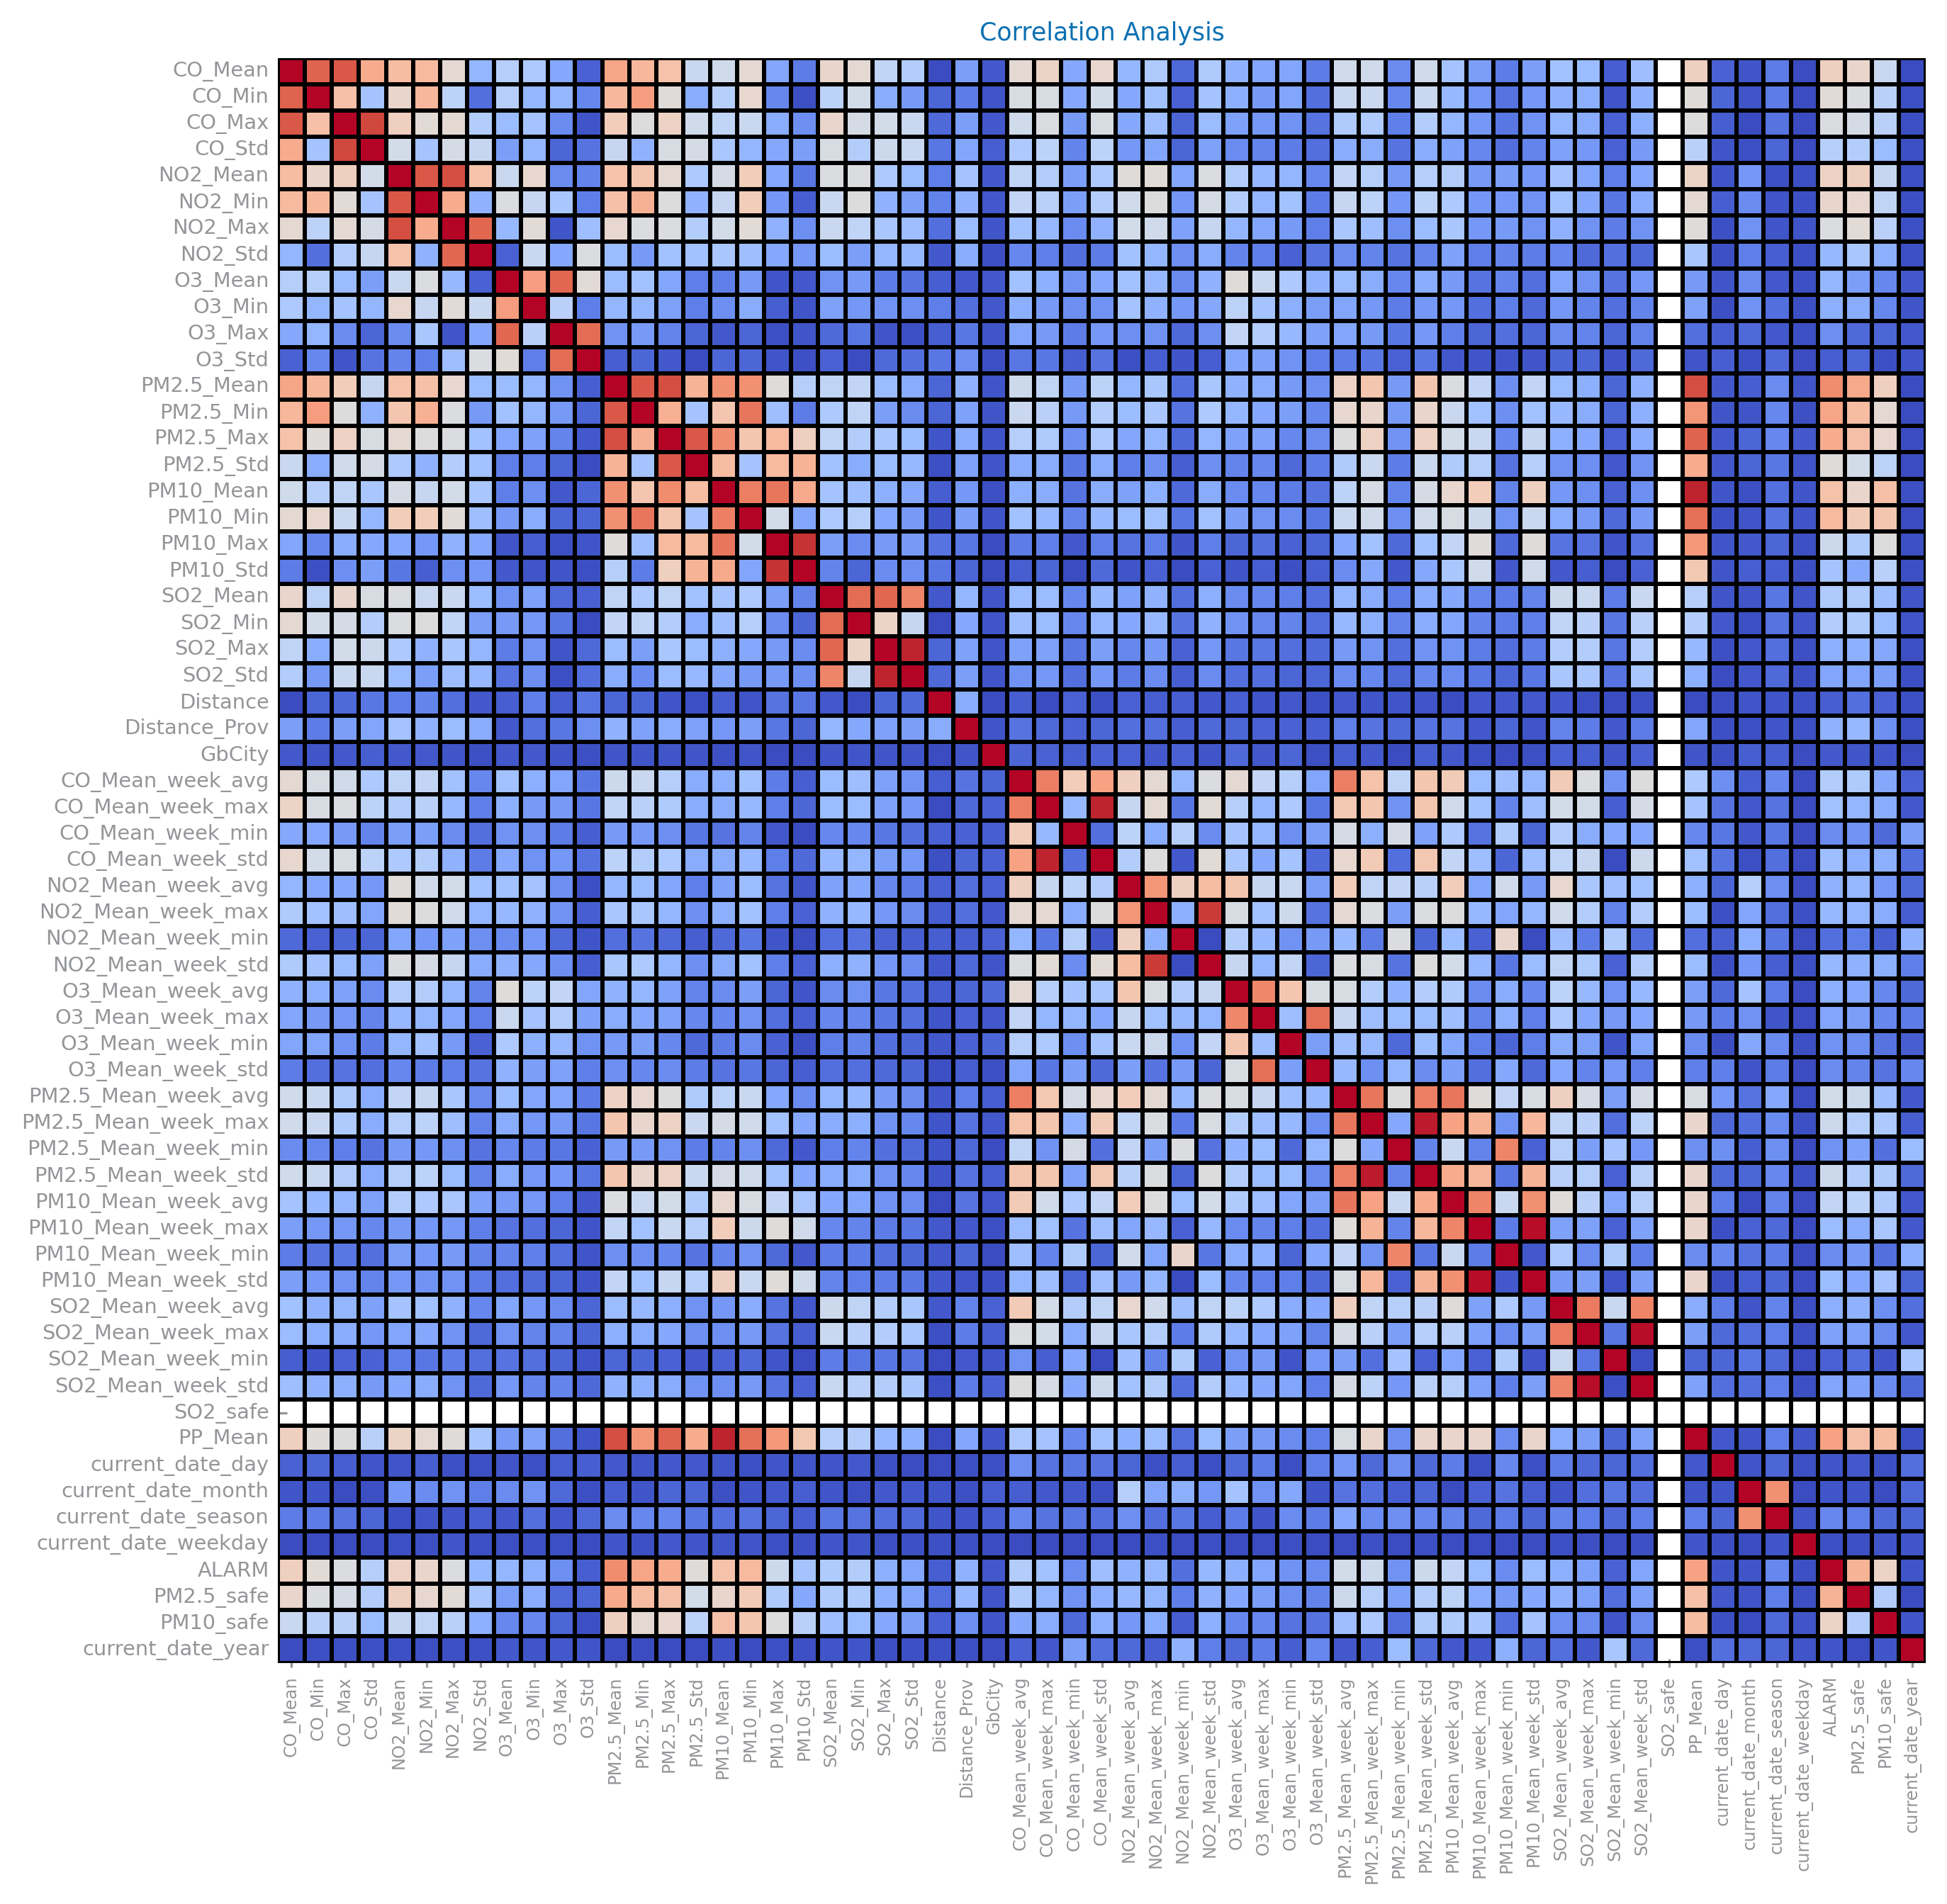 Correlation Analysis
CO_Mean
CO_Min
CO_Max
CO_Std
NO2_Mean
NO2_Min
NO2_Max
NO2_Std
O3_Mean
O3_Min
O3_Max
O3_Std
PM2.5_Mean
PM2.5_Min
PM2.5_Max
PM2.5_Std
PM10_Mean
PM10_Min
PM10_Max
PM10_Std
SO2_Mean
SO2_Min
SO2_Max
SO2_Std
Distance
Distance_Prov
GbCity
CO_Mean_week_avg
CO_Mean_week_max
CO_Mean_week_min
CO_Mean_week_std
NO2_Mean_week_avg
NO2_Mean_week_max
NO2_Mean_week_min
NO2_Mean_week_std
O3_Mean_week_avg
O3_Mean_week_max
O3_Mean_week_min
O3_Mean_week_std
PM2.5_Mean_week_avg
PM2.5_Mean_week_max
PM2.5_Mean_week_min
PM2.5_Mean_week_std
PM10_Mean_week_avg
PM10_Mean_week_max
PM10_Mean_week_min
PM10_Mean_week_std
SO2_Mean_week_avg
SO2_Mean_week_max
SO2_Mean_week_min
SO2_Mean_week_std
SO2_safe
PP_Mean
current_date_day
current_date_month
current_date_season
current_date_weekday
ALARM
PM2.5_safe
PM10_safe
current_date_year
CO_Mean
CO_Min
CO_Max
CO_Std
NO2_Mean
NO2_Min
NO2_Max
NO2_Std
O3_Mean
O3_Min
O3_Max
O3_Std
PM2.5_Mean
PM2.5_Min
PM2.5_Max
PM2.5_Std
PM10_Mean
PM10_Min
PM10_Max
PM10_Std
SO2_Mean
SO2_Min
SO2_Max
SO2_Std
Distance
Distance_Prov
GbCity
CO_Mean_week_avg
CO_Mean_week_max
CO_Mean_week_min
CO_Mean_week_std
NO2_Mean_week_avg
NO2_Mean_week_max
NO2_Mean_week_min
NO2_Mean_week_std
O3_Mean_week_avg
O3_Mean_week_max
O3_Mean_week_min
O3_Mean_week_std
PM2.5_Mean_week_avg
PM2.5_Mean_week_max
PM2.5_Mean_week_min
PM2.5_Mean_week_std
PM10_Mean_week_avg
PM10_Mean_week_max
PM10_Mean_week_min
PM10_Mean_week_std
SO2_Mean_week_avg
SO2_Mean_week_max
SO2_Mean_week_min
SO2_Mean_week_std
SO2_safe
PP_Mean
current_date_day
current_date_month
current_date_season
current_date_weekday
ALARM
PM2.5_safe
PM10_safe
current_date_year